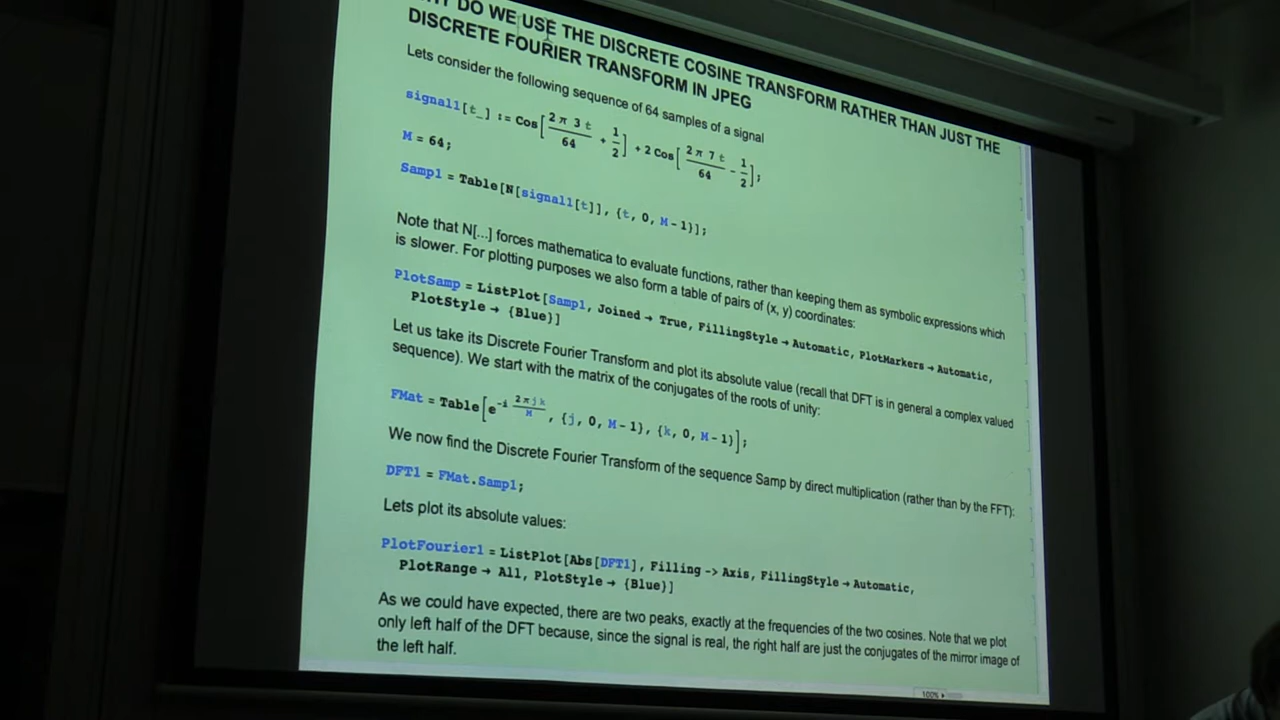 DO WE USE THE DISCRETE COSINE TRANSFORM RATHER THAN JUST THE
DISCRETE FOURIER TRANSFORM IN JPEG
Lets consider the following sequence of 64 samples of a signal
signal1[t_] := Cos[2 π 3 t / 64 + 1/2] + 2 Cos[2 π 7 t / 64 - 1/2];
M = 64;
Samp1 = Table[N[signal1[t]], {t, 0, M - 1}];
Note that N[...] forces mathematica to evaluate functions, rather than keeping them as symbolic expressions which
is slower. For plotting purposes we also form a table of pairs of (x, y) coordinates:
PlotSamp = ListPlot[Samp1, Joined → True, FillingStyle → Automatic, PlotMarkers → Automatic,
PlotStyle → {Blue}]
Let us take its Discrete Fourier Transform and plot its absolute value (recall that DFT is in general a complex valued
sequence). We start with the matrix of the conjugates of the roots of unity:
FMat = Table[e^(-i 2 π j k / M), {j, 0, M - 1}, {k, 0, M - 1}];
We now find the Discrete Fourier Transform of the sequence Samp by direct multiplication (rather than by the FFT):
DFT1 = FMat.Samp1;
Lets plot its absolute values:
PlotFourier1 = ListPlot[Abs[DFT1], Filling -> Axis, FillingStyle → Automatic,
PlotRange → All, PlotStyle → {Blue}]
As we could have expected, there are two peaks, exactly at the frequencies of the two cosines. Note that we plot
only left half of the DFT because, since the signal is real, the right half are just the conjugates of the mirror image of
the left half.
100%